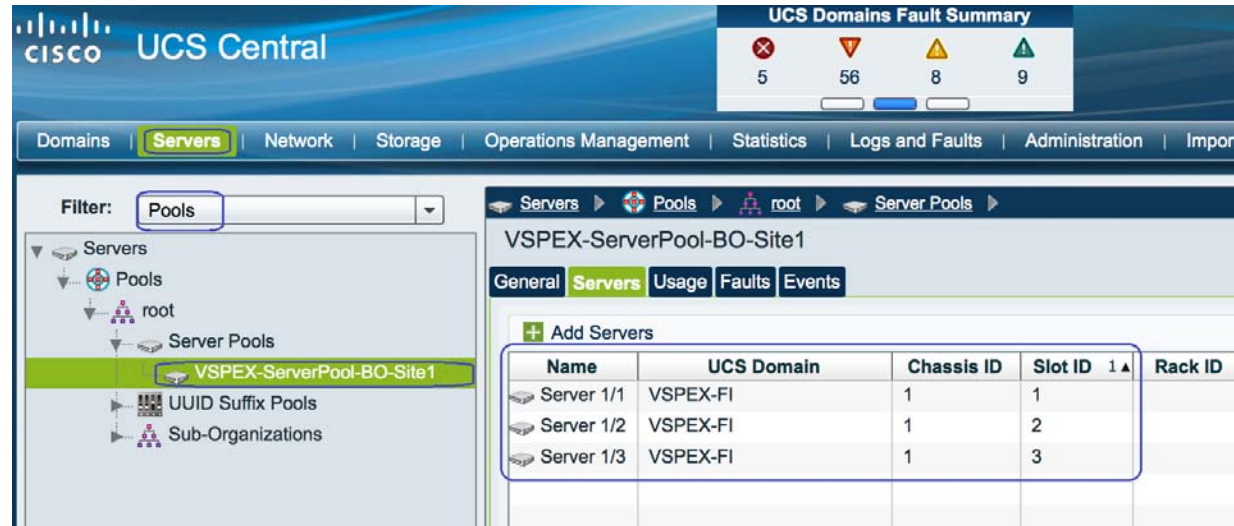 UCS Domains Fault Summary
CISCO UCS Central
5 56 8 9
Domains | Servers | Network | Storage | Operations Management | Statistics | Logs and Faults | Administration | Impor
Filter: Pools
Servers
Pools
root
Server Pools
VSPEX-ServerPool-BO-Site1
UUID Suffix Pools
Sub-Organizations
Servers Pools root Server Pools
VSPEX-ServerPool-BO-Site1
General Servers Usage Faults Events
Add Servers
Name UCS Domain Chassis ID Slot ID 1 Rack ID
Server 1/1 VSPEX-FI 1 1
Server 1/2 VSPEX-FI 1 2
Server 1/3 VSPEX-FI 1 3